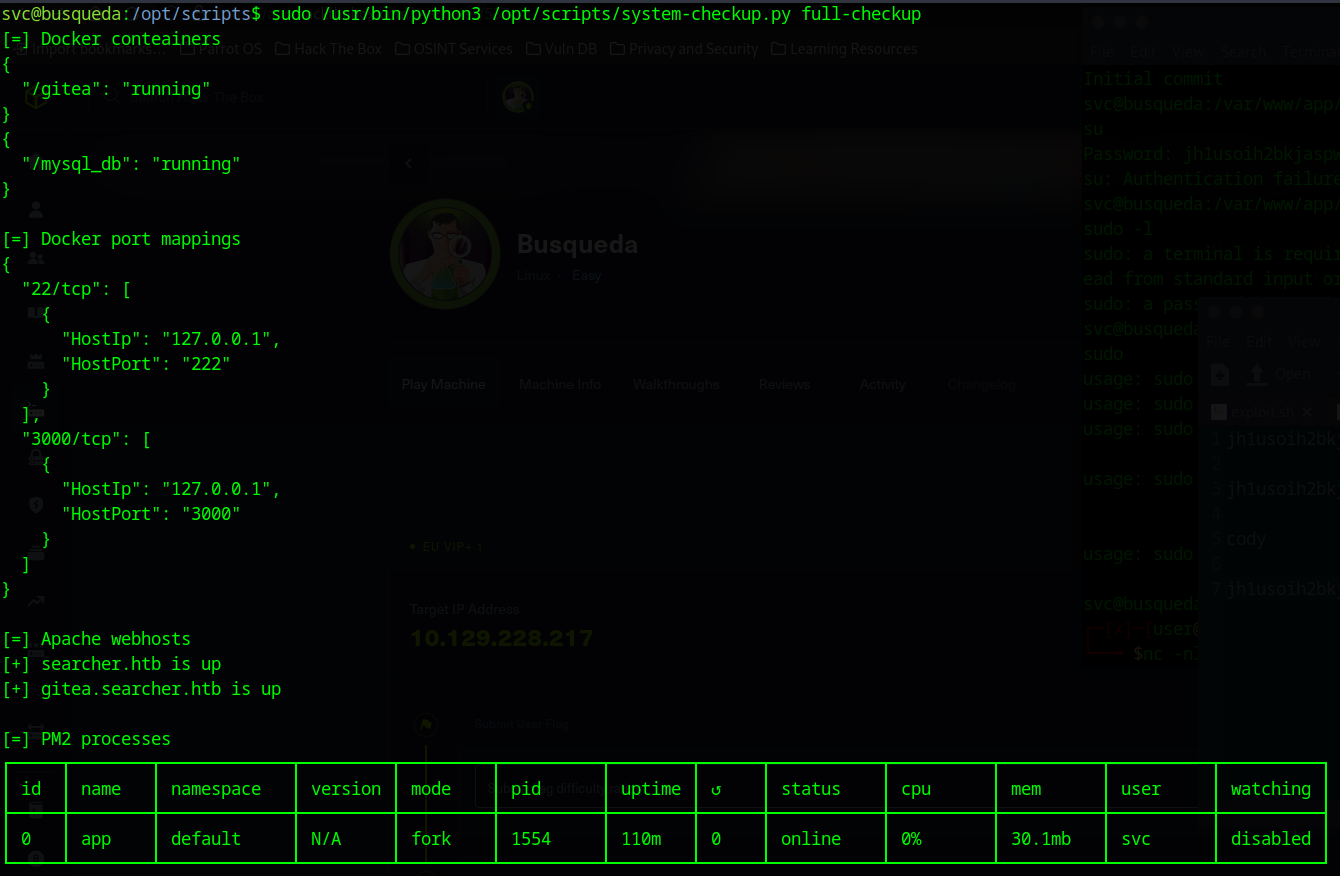 svc@busqueda:/opt/scripts$ sudo /usr/bin/python3 /opt/scripts/system-checkup.py full-checkup
[=] Docker conteainers
{
  "/gitea": "running"
}
{
  "/mysql_db": "running"
}
[=] Docker port mappings
{
  "22/tcp": [
    {
      "HostIp": "127.0.0.1",
      "HostPort": "222"
    }
  ],
  "3000/tcp": [
    {
      "HostIp": "127.0.0.1",
      "HostPort": "3000"
    }
  ]
}
[=] Apache webhosts
[+] searcher.htb is up
[+] gitea.searcher.htb is up
[=] PM2 processes
id name namespace version mode pid uptime ↺ status cpu mem user watching
0 app default N/A fork 1554 110m 0 online 0% 30.1mb svc disabled
Import bookmarks... Parrot OS Hack The Box OSINT Services Vuln DB Privacy and Security Learning Resources
The Box
Busqueda
Linux · Easy
Play Machine Machine Info Walkthroughs Reviews Activity Changelog
EU VIP+ 1
Target IP Address
10.129.228.217
Submit User Flag
File Edit View Search
Initial commit
svc@busqueda:/var/www/app/
su
Password:
su: Authentication failure
svc@busqueda:/var/www/app/
sudo -l
sudo: a terminal is
sudo: a
svc@busqueda
sudo
usage: sudo
usage: sudo
usage: sudo
usage: sudo
usage: sudo
svc@busqueda
$nc
File Edit View
Open
1 jh1usoih2bk
2
3 jh1usoih2bk
4
5 cody
6
7 jh1usoih2bk